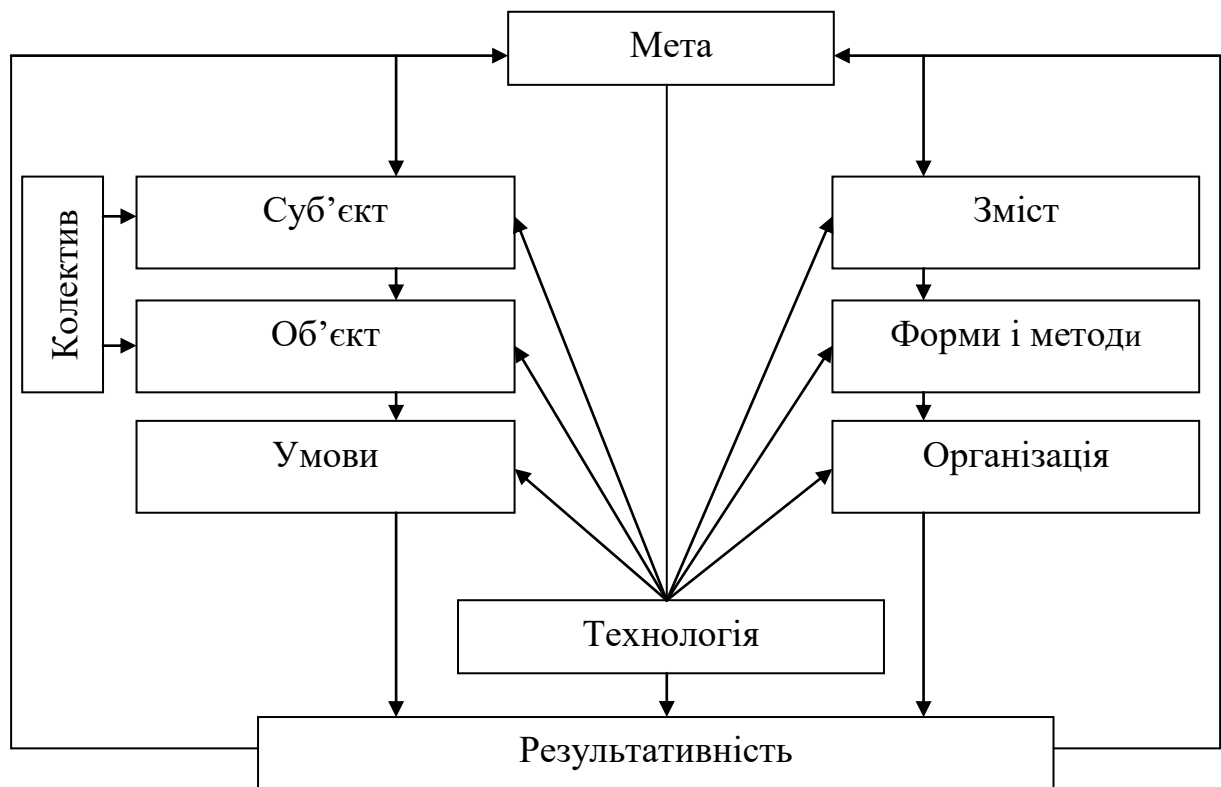 Мета
Суб’єкт
Зміст
Колектив
Об’єкт
Форми і методи
Умови
Організація
Технологія
Результативність